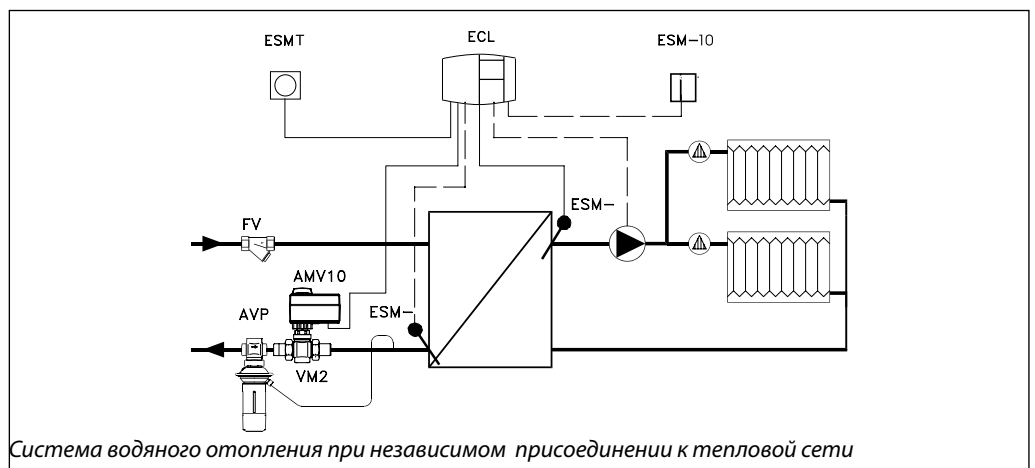 ESMT
ECL
ESM-10
ESM-
FV
AMV10
ESM-
AVP
VM2
Система водяного отопления при независимом присоединении к тепловой сети